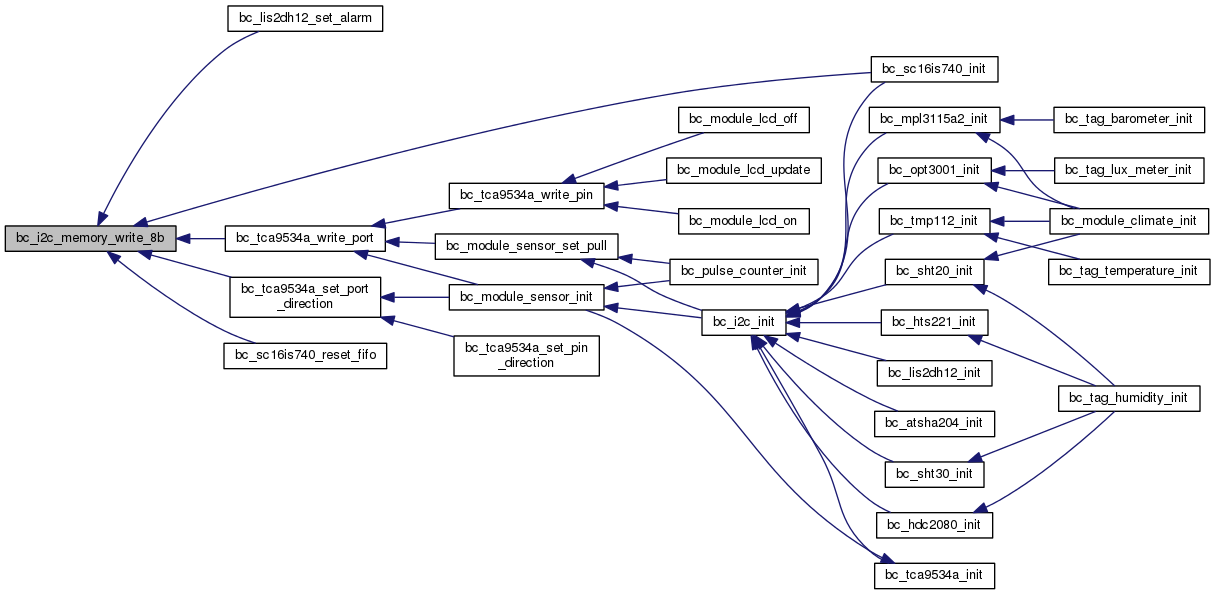 bc_lis2dh12_set_alarm
bc_sc16is740_init
bc_module_lcd_off
bc_mpl3115a2_init
bc_tag_barometer_init
bc_module_lcd_update
bc_opt3001_init
bc_tag_lux_meter_init
bc_tca9534a_write_pin
bc_module_lcd_on
bc_tmp112_init
bc_module_climate_init
bc_i2c_memory_write_8b
bc_tca9534a_write_port
bc_module_sensor_set_pull
bc_pulse_counter_init
bc_sht20_init
bc_tag_temperature_init
bc_tca9534a_set_port
_direction
bc_module_sensor_init
bc_i2c_init
bc_hts221_init
bc_sc16is740_reset_fifo
bc_tca9534a_set_pin
_direction
bc_lis2dh12_init
bc_tag_humidity_init
bc_atsha204_init
bc_sht30_init
bc_hdc2080_init
bc_tca9534a_init